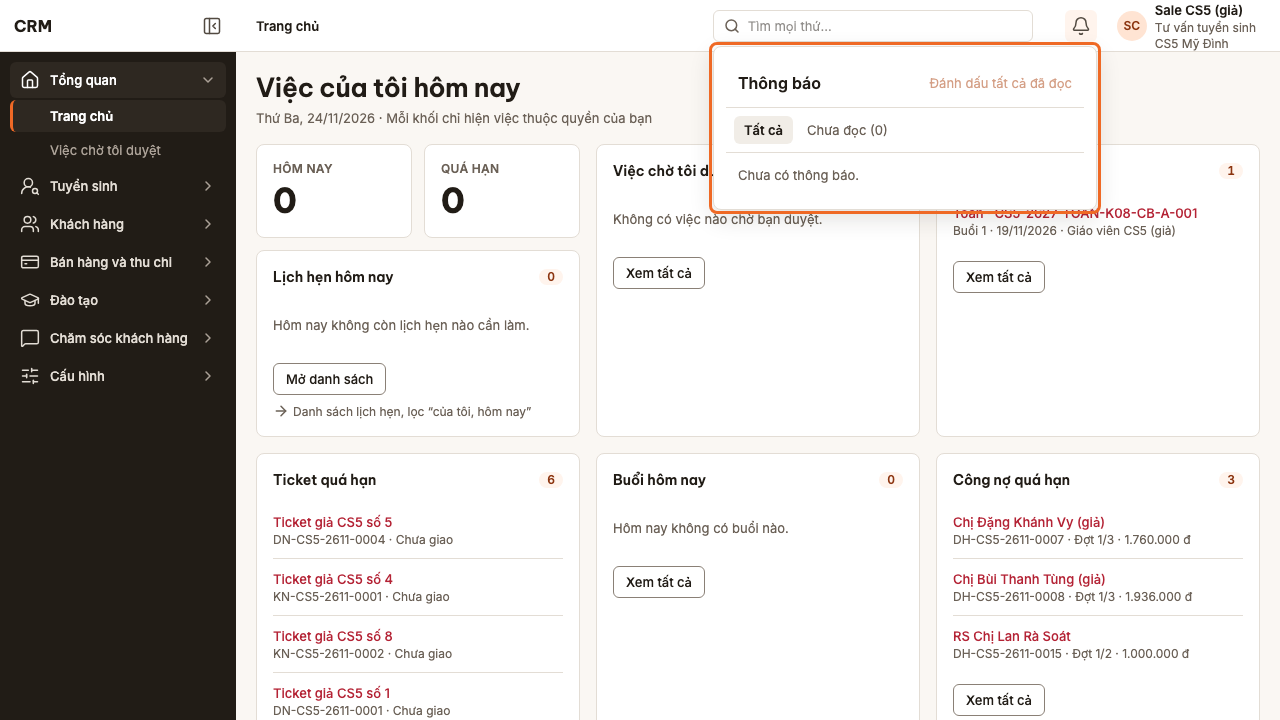 CRM
Trang chủ
Tìm mọi thứ...
SC
Sale CS5 (giả)
Tư vấn tuyển sinh
CS5 Mỹ Đình
Tổng quan
Trang chủ
Việc chờ tôi duyệt
Tuyển sinh
Khách hàng
Bán hàng và thu chi
Đào tạo
Chăm sóc khách hàng
Cấu hình
Việc của tôi hôm nay
Thứ Ba, 24/11/2026 · Mỗi khối chỉ hiện việc thuộc quyền của bạn
Thông báo
Đánh dấu tất cả đã đọc
Tất cả
Chưa đọc (0)
Chưa có thông báo.
HÔM NAY
0
QUÁ HẠN
0
Lịch hẹn hôm nay
0
Hôm nay không còn lịch hẹn nào cần làm.
Mở danh sách
→ Danh sách lịch hẹn, lọc “của tôi, hôm nay”
Việc chờ tôi d
Không có việc nào chờ bạn duyệt.
Xem tất cả
1
Toán · CS5-2027-TOAN-K08-CB-A-001
Buổi 1 · 19/11/2026 · Giáo viên CS5 (giả)
Xem tất cả
Ticket quá hạn
6
Ticket giả CS5 số 5
DN-CS5-2611-0004 · Chưa giao
Ticket giả CS5 số 4
KN-CS5-2611-0001 · Chưa giao
Ticket giả CS5 số 8
KN-CS5-2611-0002 · Chưa giao
Ticket giả CS5 số 1
DN-CS5-2611-0001 · Chưa giao
Buổi hôm nay
0
Hôm nay không có buổi nào.
Xem tất cả
Công nợ quá hạn
3
Chị Đặng Khánh Vy (giả)
DH-CS5-2611-0007 · Đợt 1/3 · 1.760.000 đ
Chị Bùi Thanh Tùng (giả)
DH-CS5-2611-0008 · Đợt 1/3 · 1.936.000 đ
RS Chị Lan Rà Soát
DH-CS5-2611-0015 · Đợt 1/2 · 1.000.000 đ
Xem tất cả